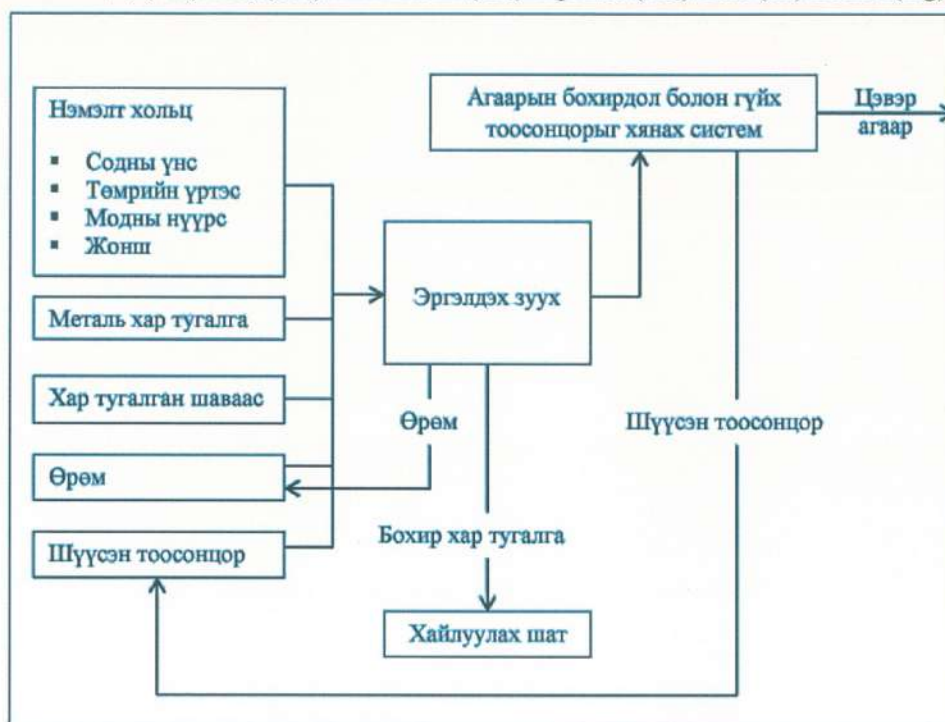 Нэмэлт хольц
▪ Содны үнс
▪ Төмрийн үртэс
▪ Модны нүүрс
▪ Жонш
Металь хар тугалга
Хар тугалган шаваас
Өрөм
Шүүсэн тоосонцор
Эргэлдэх зуух
Агаарын бохирдол болон гүйх
тоосонцорыг хянах систем
Цэвэр
агаар
Өрөм
Бохир хар тугалга
Хайлуулах шат
Шүүсэн тоосонцор